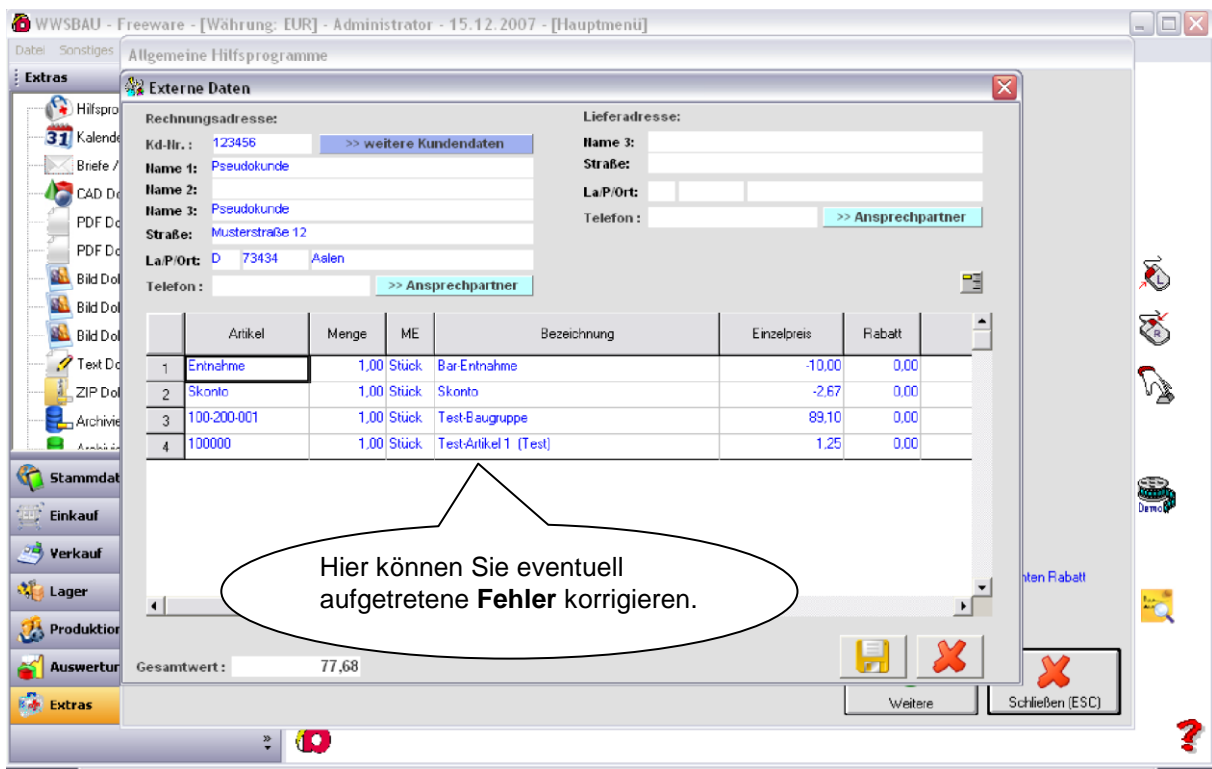 WWSBAU - Freeware - [Währung: EUR] - Administrator - 15.12.2007 - [Hauptmenü]
Datei Sonstiges
Allgemeine Hilfsprogramme
Extras
Externe Daten
Hilfspro
31 Kalende
Briefe /
CAD Do
PDF Do
PDF Do
Bild Dol
Bild Dol
Bild Dol
Text Do
ZIP Dol
Archivie
Stammdat
Einkauf
Verkauf
Lager
Produktion
Auswertur
Extras
Rechnungsadresse:
Kd-Nr. : 123456 >> weitere Kundendaten
Name 1: Pseudokunde
Name 2:
Name 3: Pseudokunde
Straße: Musterstraße 12
La/P/Ort: D 73434 Aalen
Telefon : >> Ansprechpartner
Lieferadresse:
Name 3:
Straße:
La/P/Ort:
Telefon : >> Ansprechpartner
Artikel Menge ME Bezeichnung Einzelpreis Rabatt
1 Entnahme 1,00 Stück Bar-Entnahme -10,00 0,00
2 Skonto 1,00 Stück Skonto -2,67 0,00
3 100-200-001 1,00 Stück Test-Baugruppe 89,10 0,00
4 100000 1,00 Stück Test-Artikel 1 (Test) 1,25 0,00
Hier können Sie eventuell
aufgetretene Fehler korrigieren.
Gesamtwert : 77,68
nten Rabatt
Weitere
Schließen (ESC)
L
R
Demo